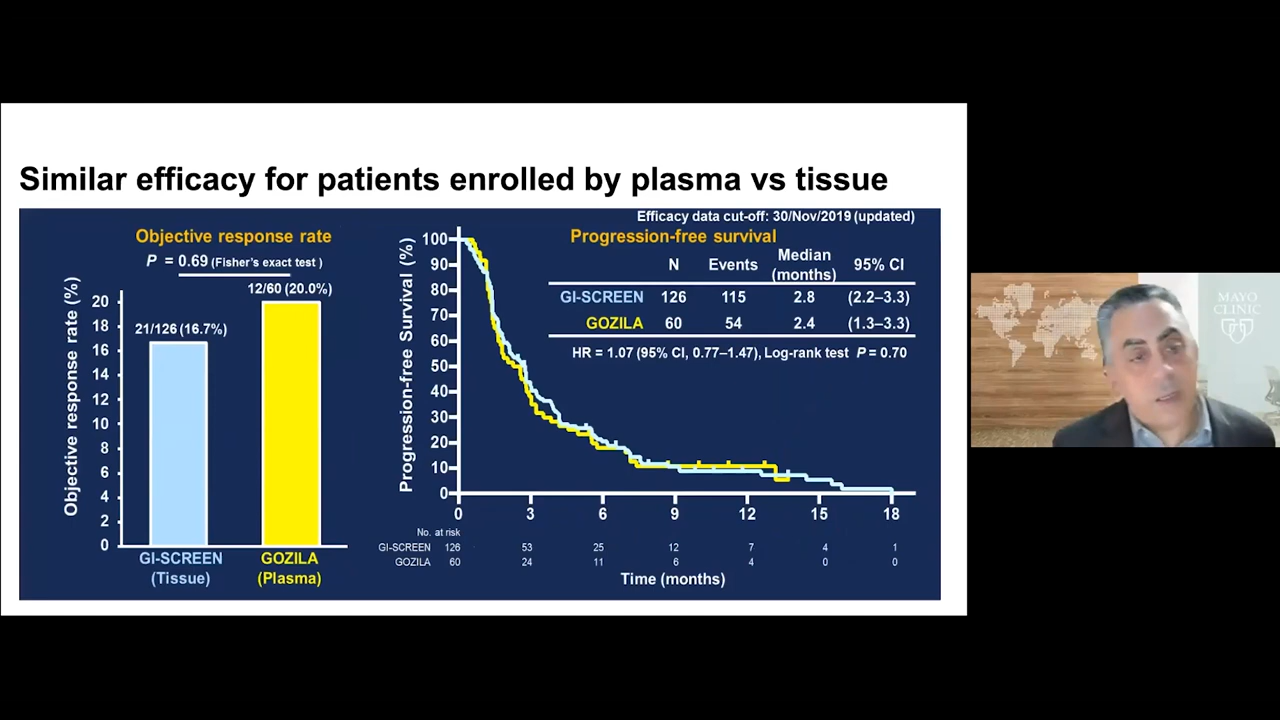 Similar efficacy for patients enrolled by plasma vs tissue
Efficacy data cut-off: 30/Nov/2019 (updated)
Objective response rate
P = 0.69 (Fisher's exact test )
12/60 (20.0%)
21/126 (16.7%)
Objective response rate (%)
20
18
16
14
12
10
8
6
4
2
0
GI-SCREEN
(Tissue)
GOZILA
(Plasma)
Progression-free survival
N Events Median (months) 95% CI
GI-SCREEN 126 115 2.8 (2.2–3.3)
GOZILA 60 54 2.4 (1.3–3.3)
HR = 1.07 (95% CI, 0.77–1.47), Log-rank test P = 0.70
Progression-free Survival (%)
100
90
80
70
60
50
40
30
20
10
0
0 3 6 9 12 15 18
No. at risk
GI-SCREEN 126 53 25 12 7 4 1
GOZILA 60 24 11 6 4 0 0
Time (months)
MAYO
CLINIC